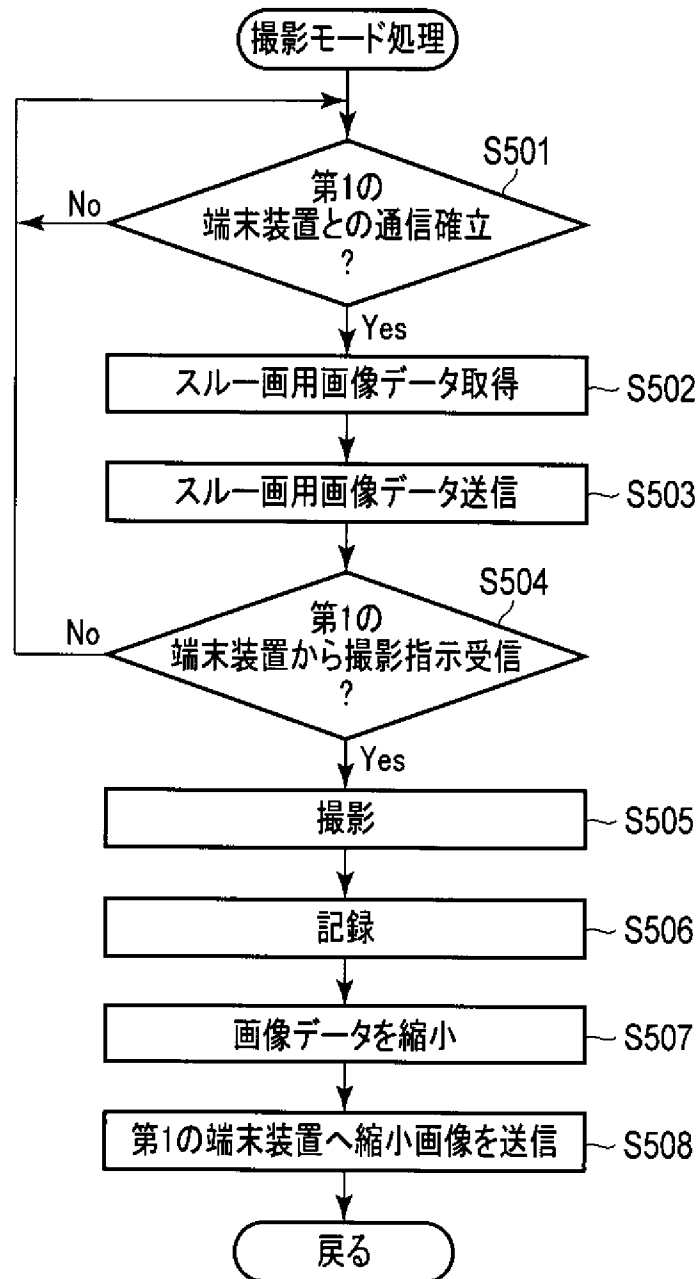 撮影モード処理
S501
第1の
端末装置との通信確立
?
No
Yes
スルー画用画像データ取得
S502
スルー画用画像データ送信
S503
S504
第1の
端末装置から撮影指示受信
?
No
Yes
撮影
S505
記録
S506
画像データを縮小
S507
第1の端末装置へ縮小画像を送信
S508
戻る